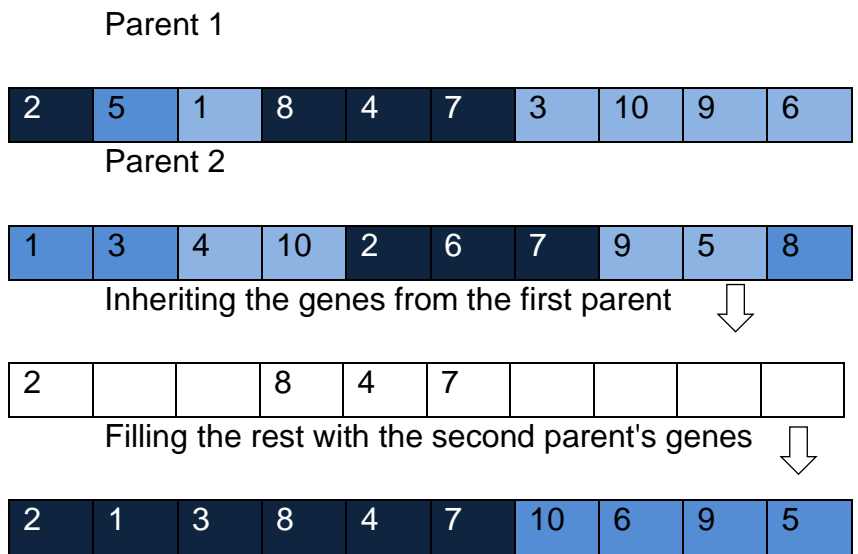 Parent 1
2 5 1 8 4 7 3 10 9 6
Parent 2
1 3 4 10 2 6 7 9 5 8
Inheriting the genes from the first parent
2 8 4 7
Filling the rest with the second parent's genes
2 1 3 8 4 7 10 6 9 5